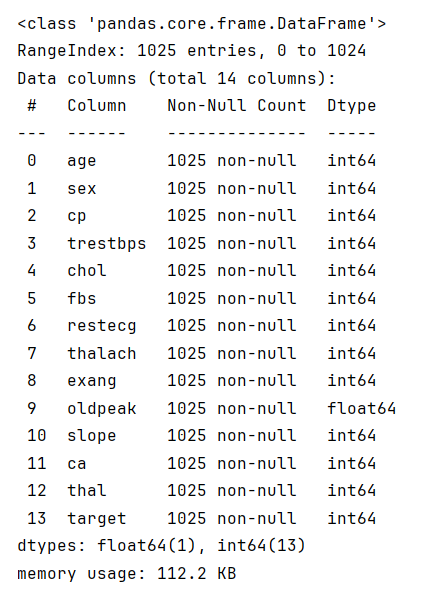 <class 'pandas.core.frame.DataFrame'>
RangeIndex: 1025 entries, 0 to 1024
Data columns (total 14 columns):
 #   Column    Non-Null Count  Dtype
---  ------    --------------  -----
 0   age       1025 non-null   int64
 1   sex       1025 non-null   int64
 2   cp        1025 non-null   int64
 3   trestbps  1025 non-null   int64
 4   chol      1025 non-null   int64
 5   fbs       1025 non-null   int64
 6   restecg   1025 non-null   int64
 7   thalach   1025 non-null   int64
 8   exang     1025 non-null   int64
 9   oldpeak   1025 non-null   float64
 10  slope     1025 non-null   int64
 11  ca        1025 non-null   int64
 12  thal      1025 non-null   int64
 13  target    1025 non-null   int64
dtypes: float64(1), int64(13)
memory usage: 112.2 KB